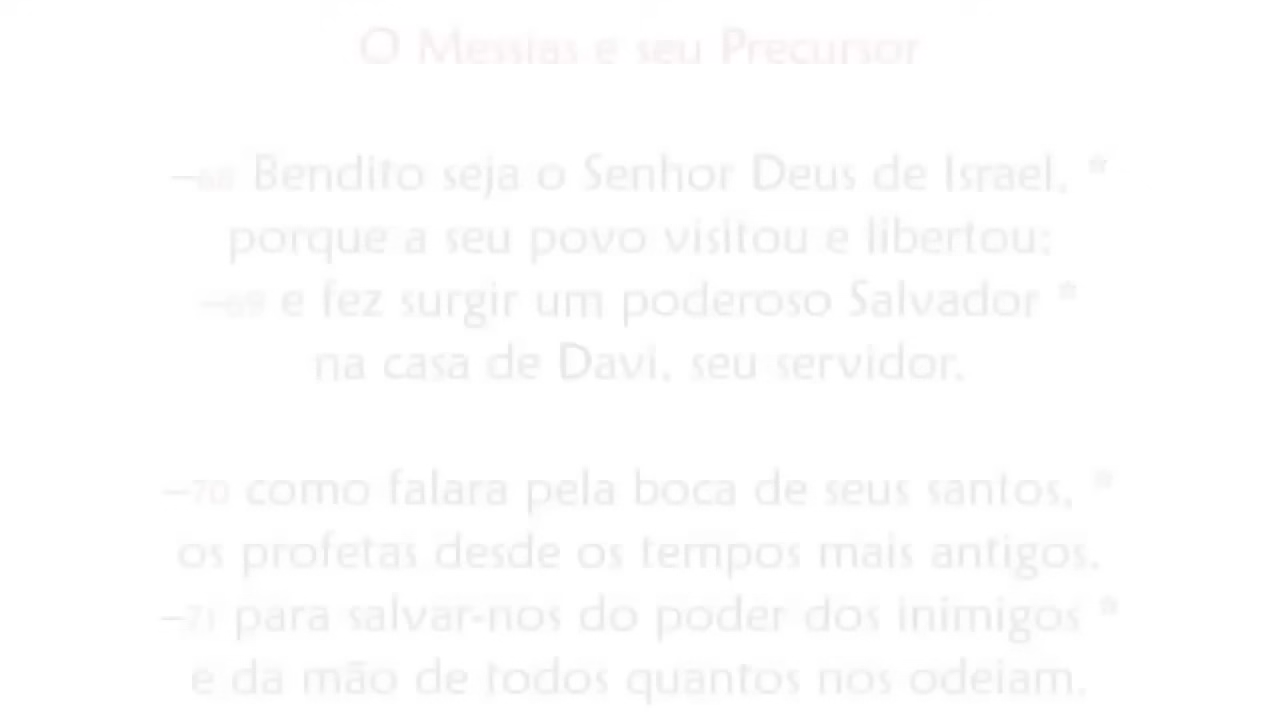 O Messias e seu Precursor
–68 Bendito seja o Senhor Deus de Israel, *
porque a seu povo visitou e libertou;
–69 e fez surgir um poderoso Salvador *
na casa de Davi, seu servidor,
–70 como falara pela boca de seus santos, *
os profetas desde os tempos mais antigos,
–71 para salvar-nos do poder dos inimigos *
e da mão de todos quantos nos odeiam.